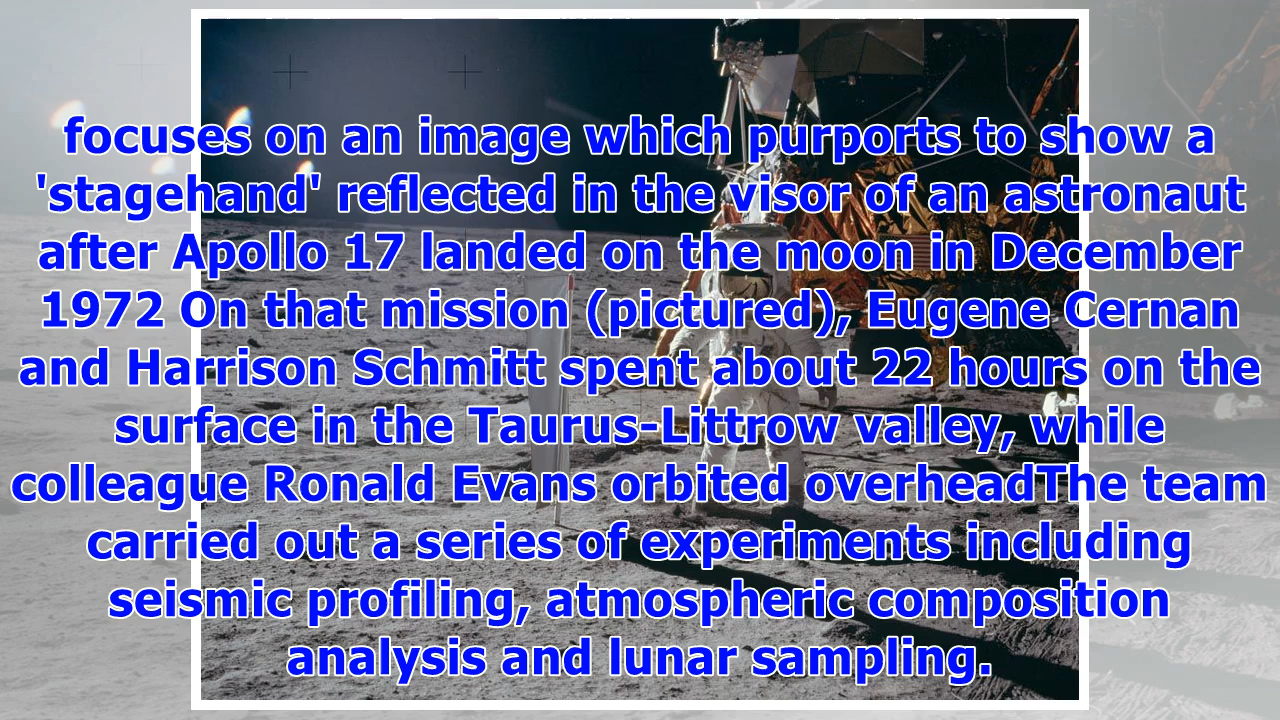 focuses on an image which purports to show a
'stagehand' reflected in the visor of an astronaut
after Apollo 17 landed on the moon in December
1972 On that mission (pictured), Eugene Cernan
and Harrison Schmitt spent about 22 hours on the
surface in the Taurus-Littrow valley, while
colleague Ronald Evans orbited overheadThe team
carried out a series of experiments including
seismic profiling, atmospheric composition
analysis and lunar sampling.